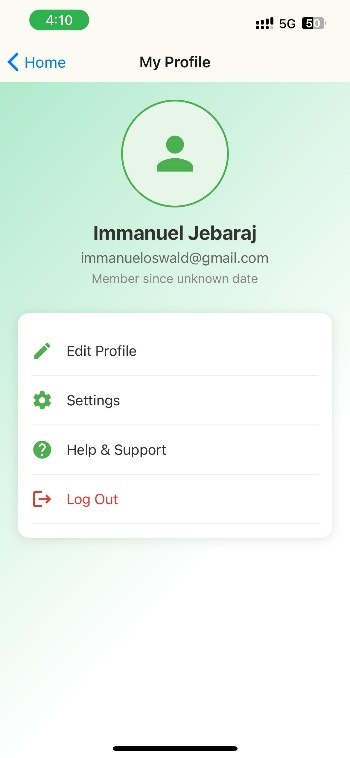 4:10
5G 50
Home
My Profile
Immanuel Jebaraj
immanueloswald@gmail.com
Member since unknown date
Edit Profile
Settings
Help & Support
Log Out